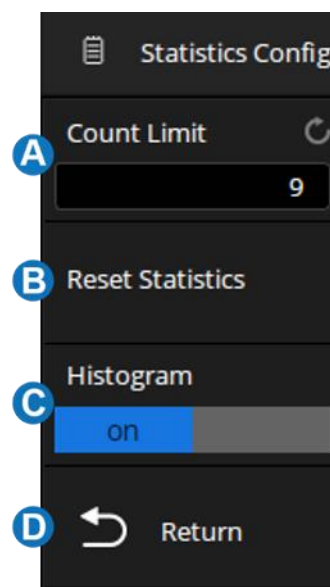 Statistics Config
A
Count Limit
9
B
Reset Statistics
Histogram
C
on
D
Return